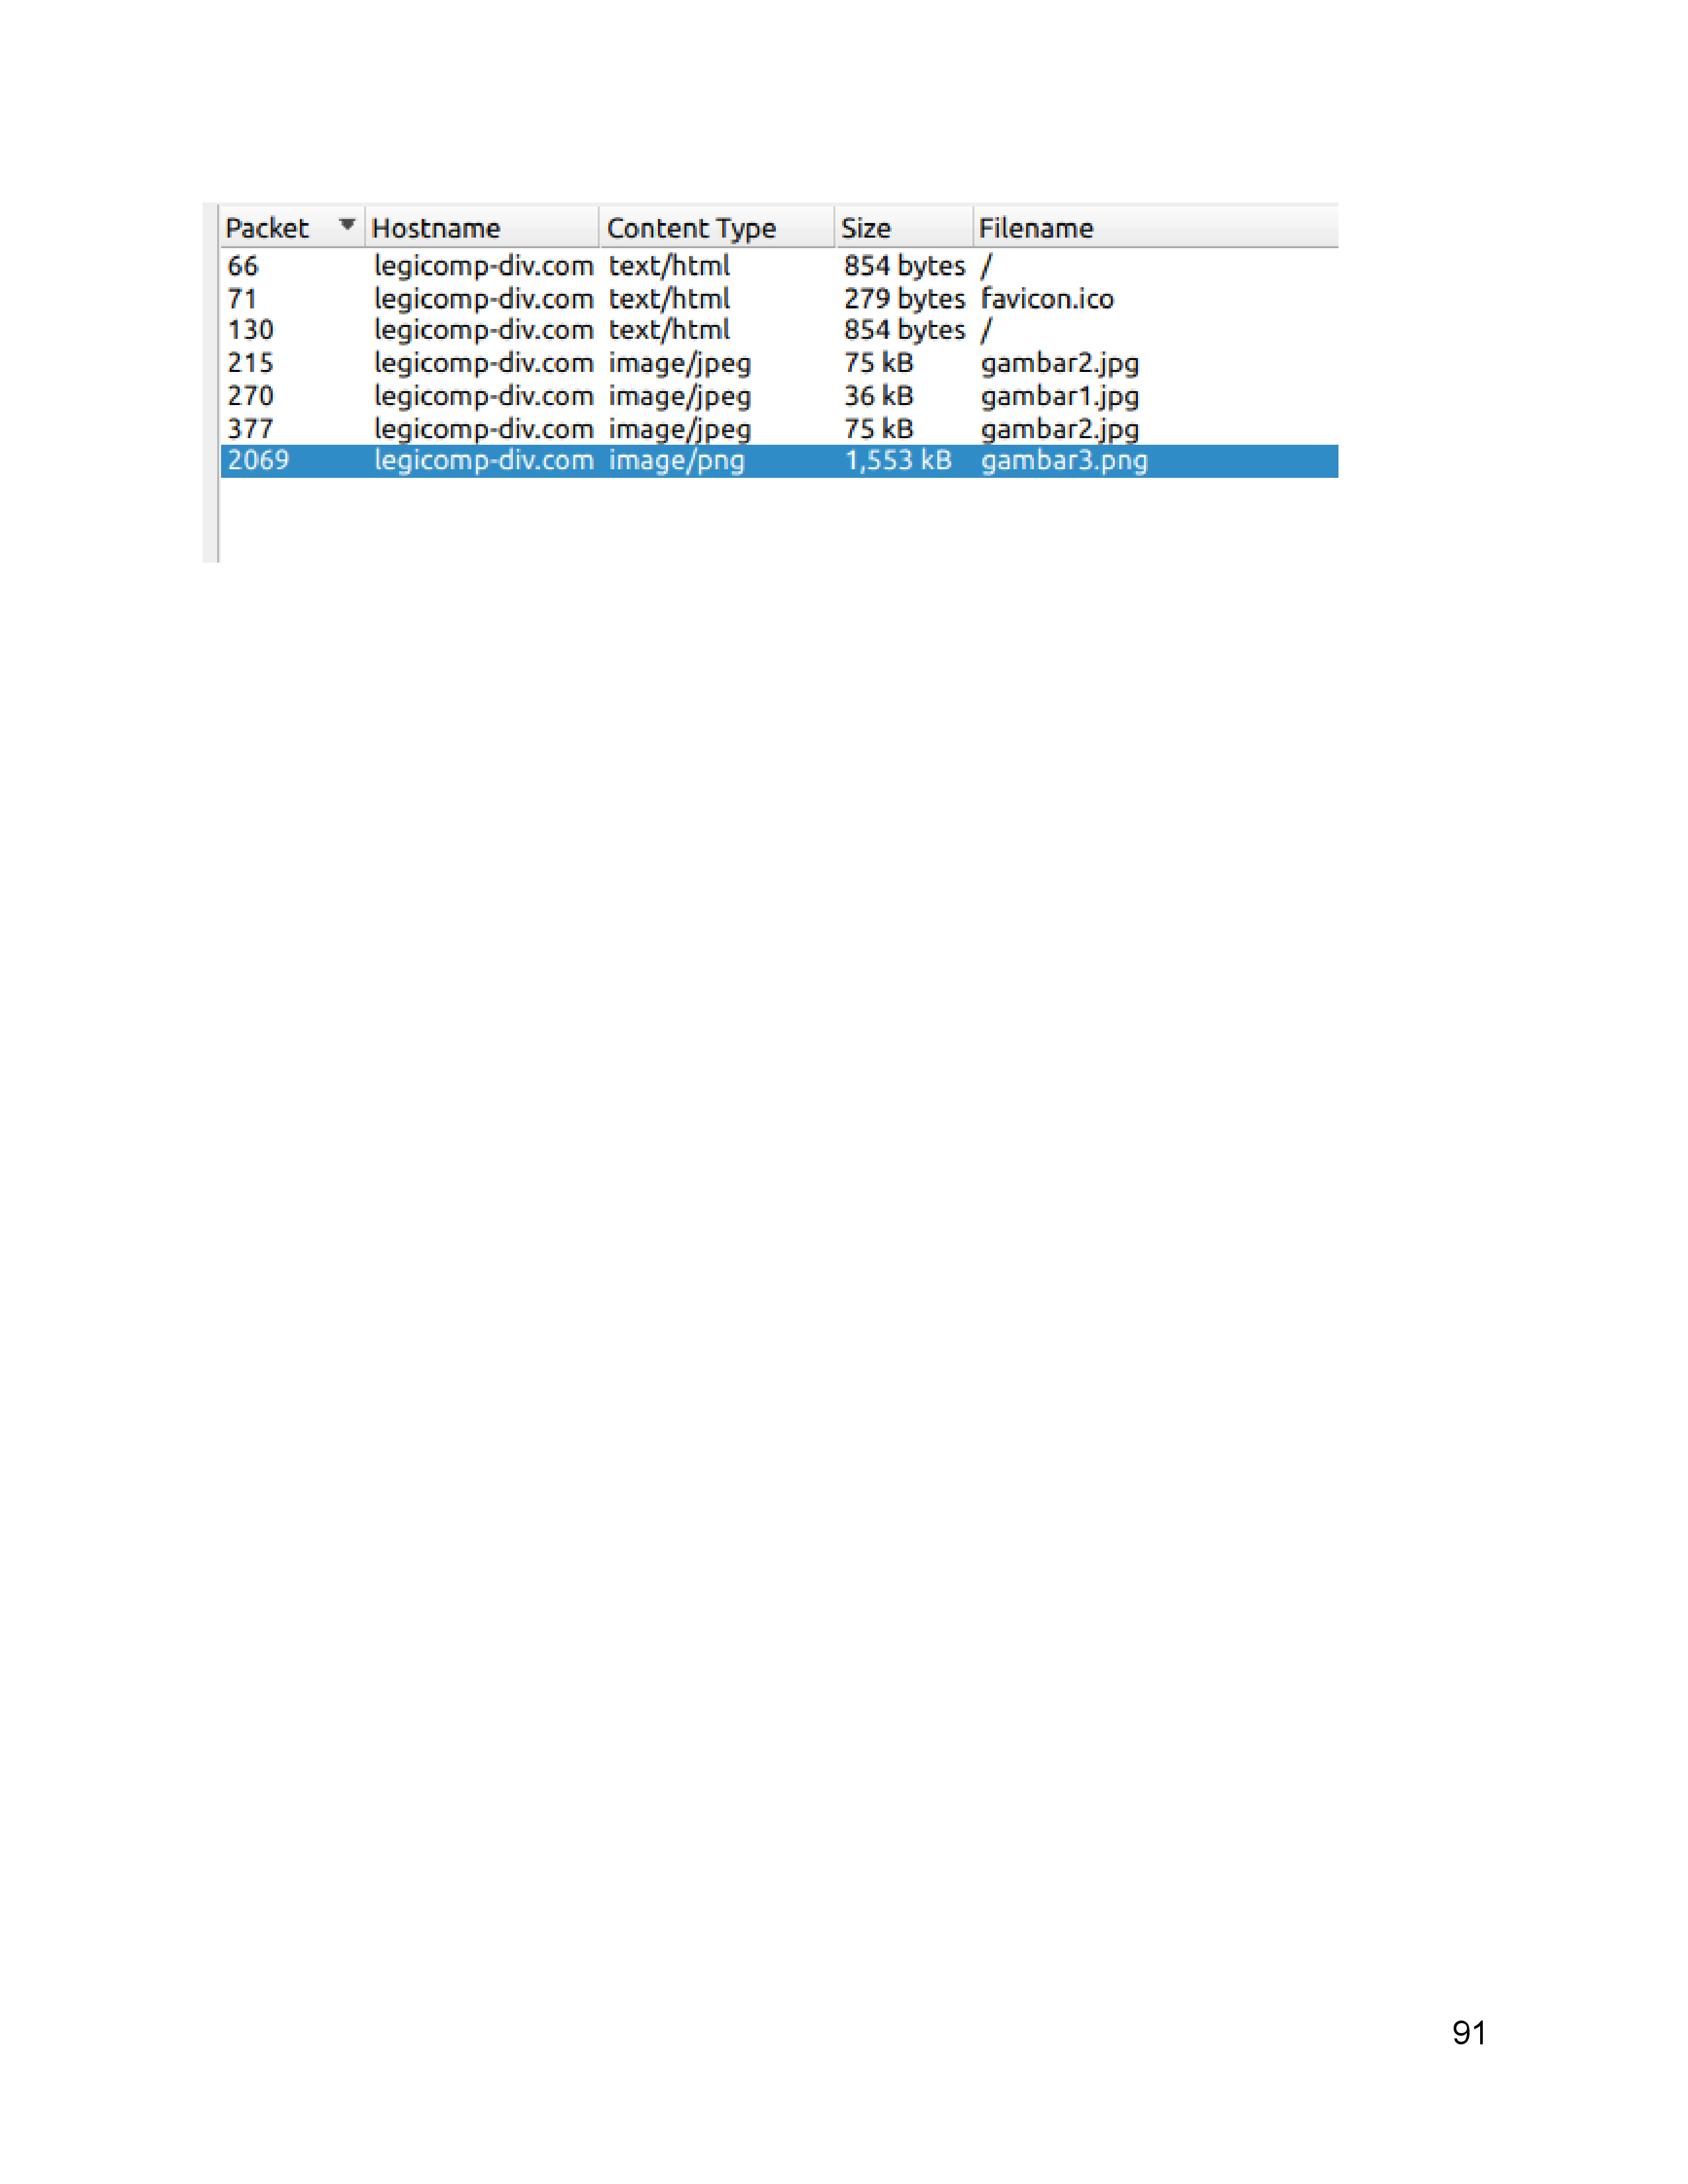 Packet Hostname Content Type Size Filename
66 legicomp-div.com text/html 854 bytes /
71 legicomp-div.com text/html 279 bytes favicon.ico
130 legicomp-div.com text/html 854 bytes /
215 legicomp-div.com image/jpeg 75 kB gambar2.jpg
270 legicomp-div.com image/jpeg 36 kB gambar1.jpg
377 legicomp-div.com image/jpeg 75 kB gambar2.jpg
2069 legicomp-div.com image/png 1,553 kB gambar3.png
91